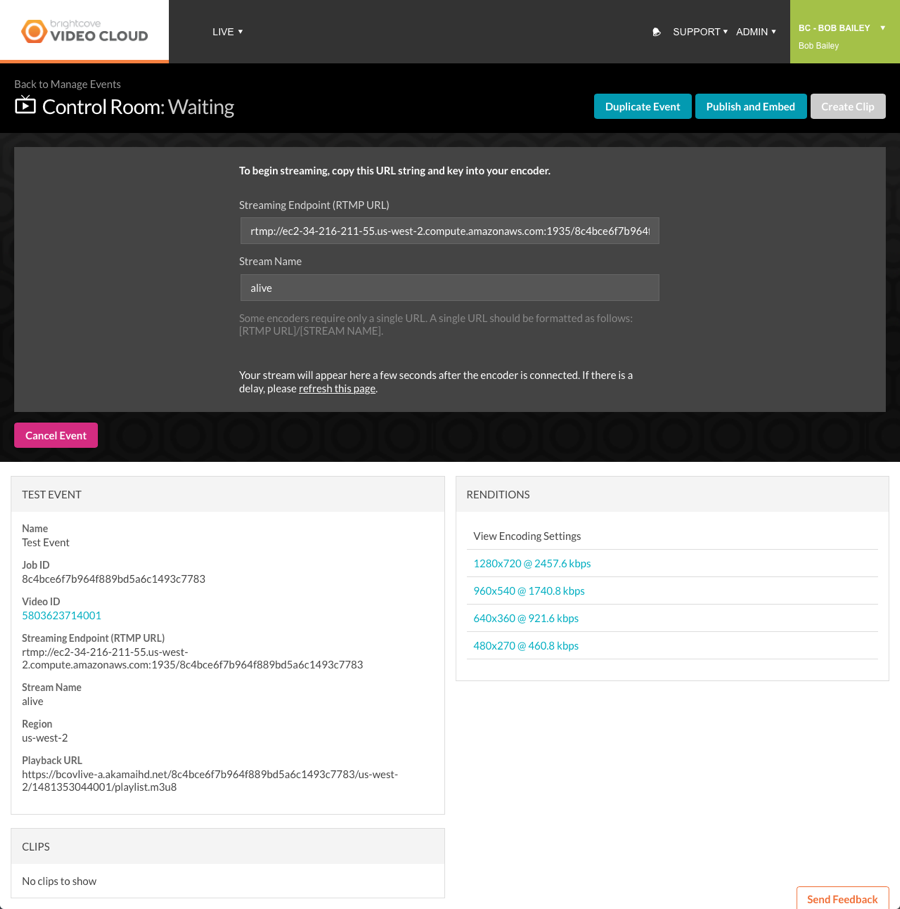 brightcove
VIDEO CLOUD
LIVE
SUPPORT
ADMIN
BC - BOB BAILEY
Bob Bailey
Back to Manage Events
Control Room: Waiting
Duplicate Event
Publish and Embed
Create Clip
To begin streaming, copy this URL string and key into your encoder.
Streaming Endpoint (RTMP URL)
rtmp://ec2-34-216-211-55.us-west-2.compute.amazonaws.com:1935/8c4bce6f7b964f
Stream Name
alive
Some encoders require only a single URL. A single URL should be formatted as follows:
[RTMP URL]/[STREAM NAME].
Your stream will appear here a few seconds after the encoder is connected. If there is a
delay, please refresh this page.
Cancel Event
TEST EVENT
Name
Test Event
Job ID
8c4bce6f7b964f889bd5a6c1493c7783
Video ID
5803623714001
Streaming Endpoint (RTMP URL)
rtmp://ec2-34-216-211-55.us-west-
2.compute.amazonaws.com:1935/8c4bce6f7b964f889bd5a6c1493c7783
Stream Name
alive
Region
us-west-2
Playback URL
https://bcovlive-a.akamaihd.net/8c4bce6f7b964f889bd5a6c1493c7783/us-west-
2/1481353044001/playlist.m3u8
RENDITIONS
View Encoding Settings
1280x720 @ 2457.6 kbps
960x540 @ 1740.8 kbps
640x360 @ 921.6 kbps
480x270 @ 460.8 kbps
CLIPS
No clips to show
Send Feedback